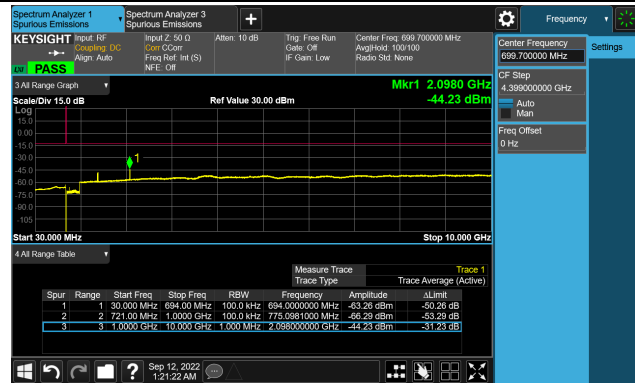 Spectrum Analyzer 1
Spurious Emissions
Spectrum Analyzer 3
Spurious Emissions
Frequency
KEYSIGHT
Input: RF
Coupling: DC
Align: Auto
Input Z: 50 Ω
Corr CCorr
Freq Ref: Int (S)
NFE: Off
Atten: 10 dB
Trig: Free Run
Gate: Off
IF Gain: Low
Center Freq: 699.700000 MHz
Avg|Hold: 100/100
Radio Std: None
LXI PASS
Center Frequency
699.700000 MHz
Settings
CF Step
4.399000000 GHz
Auto
Man
Freq Offset
0 Hz
3 All Range Graph
Mkr1 2.0980 GHz
Scale/Div 15.0 dB
Ref Value 30.00 dBm
-44.23 dBm
Log
15.0
0.00
-15.0
-30.0
-45.0
-60.0
-75.0
-90.0
-105
1
Start 30.000 MHz
Stop 10.000 GHz
4 All Range Table
Measure Trace Trace 1
Trace Type Trace Average (Active)
Spur Range Start Freq Stop Freq RBW Frequency Amplitude ΔLimit
1 1 30.000 MHz 694.00 MHz 100.0 kHz 694.0000000 MHz -63.26 dBm -50.26 dB
2 2 721.00 MHz 1.0000 GHz 100.0 kHz 775.0981000 MHz -66.29 dBm -53.29 dB
3 3 1.0000 GHz 10.000 GHz 1.000 MHz 2.098000000 GHz -44.23 dBm -31.23 dB
?
Sep 12, 2022
1:21:22 AM